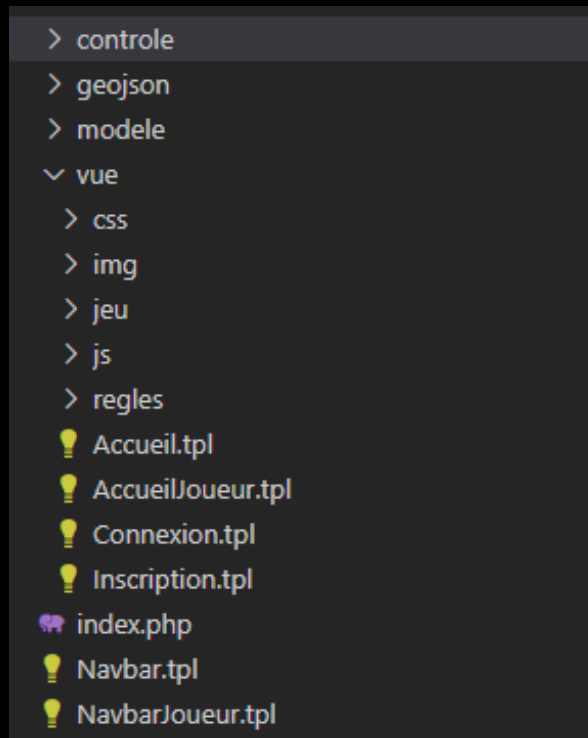 controle
geojson
modele
vue
css
img
jeu
js
regles
Accueil.tpl
AccueilJoueur.tpl
Connexion.tpl
Inscription.tpl
index.php
Navbar.tpl
NavbarJoueur.tpl